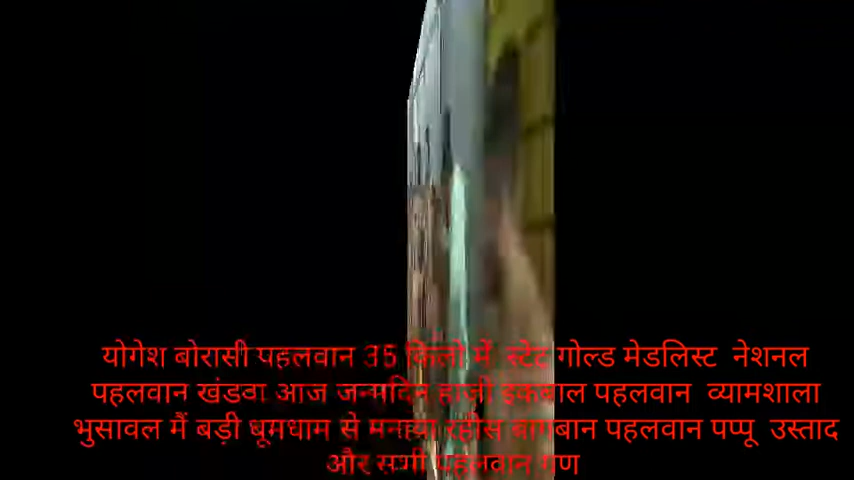 योगेश बोरासी पहलवान 35 किलो में स्टेट गोल्ड मेडलिस्ट नेशनल
पहलवान खंडवा आज जन्मदिन हाजी इकबाल पहलवान व्यामशाला
भुसावल मैं बड़ी धूमधाम से मनाया रहीस बागबान पहलवान पप्पू उस्ताद
और सभी पहलवान गण